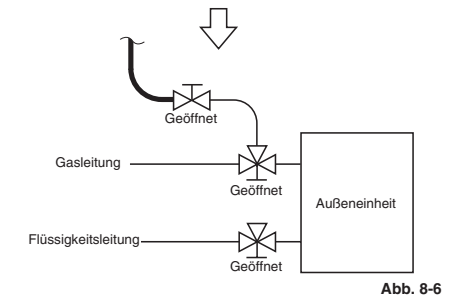 Geöffnet
Gasleitung
Geöffnet
Außeneinheit
Flüssigkeitsleitung
Geöffnet
Abb. 8-6